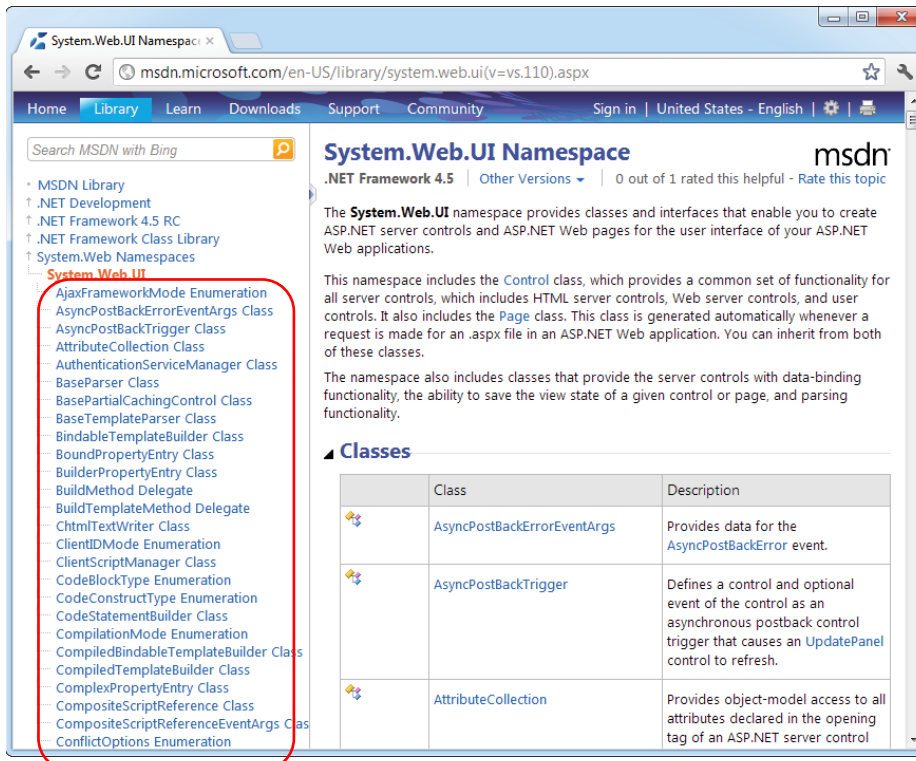 System.Web.UI Namespac
msdn.microsoft.com/en-US/library/system.web.ui(v=vs.110).aspx
Home Library Learn Downloads Support Community Sign in | United States - English |
Search MSDN with Bing
MSDN Library
.NET Development
.NET Framework 4.5 RC
.NET Framework Class Library
System.Web Namespaces
System.Web.UI
AjaxFrameworkMode Enumeration
AsyncPostBackErrorEventArgs Class
AsyncPostBackTrigger Class
AttributeCollection Class
AuthenticationServiceManager Class
BaseParser Class
BasePartialCachingControl Class
BaseTemplateParser Class
BindableTemplateBuilder Class
BoundPropertyEntry Class
BuilderPropertyEntry Class
BuildMethod Delegate
BuildTemplateMethod Delegate
ChtmlTextWriter Class
ClientIDMode Enumeration
ClientScriptManager Class
CodeBlockType Enumeration
CodeConstructType Enumeration
CodeStatementBuilder Class
CompilationMode Enumeration
CompiledBindableTemplateBuilder Class
CompiledTemplateBuilder Class
ComplexPropertyEntry Class
CompositeScriptReference Class
CompositeScriptReferenceEventArgs Clas
ConflictOptions Enumeration
System.Web.UI Namespace
msdn
.NET Framework 4.5 | Other Versions | 0 out of 1 rated this helpful - Rate this topic
The System.Web.UI namespace provides classes and interfaces that enable you to create
ASP.NET server controls and ASP.NET Web pages for the user interface of your ASP.NET
Web applications.
This namespace includes the Control class, which provides a common set of functionality for
all server controls, which includes HTML server controls, Web server controls, and user
controls. It also includes the Page class. This class is generated automatically whenever a
request is made for an .aspx file in an ASP.NET Web application. You can inherit from both
of these classes.
The namespace also includes classes that provide the server controls with data-binding
functionality, the ability to save the view state of a given control or page, and parsing
functionality.
Classes
Class Description
AsyncPostBackErrorEventArgs
Provides data for the
AsyncPostBackError event.
AsyncPostBackTrigger
Defines a control and optional
event of the control as an
asynchronous postback control
trigger that causes an UpdatePanel
control to refresh.
AttributeCollection
Provides object-model access to all
attributes declared in the opening
tag of an ASP.NET server control